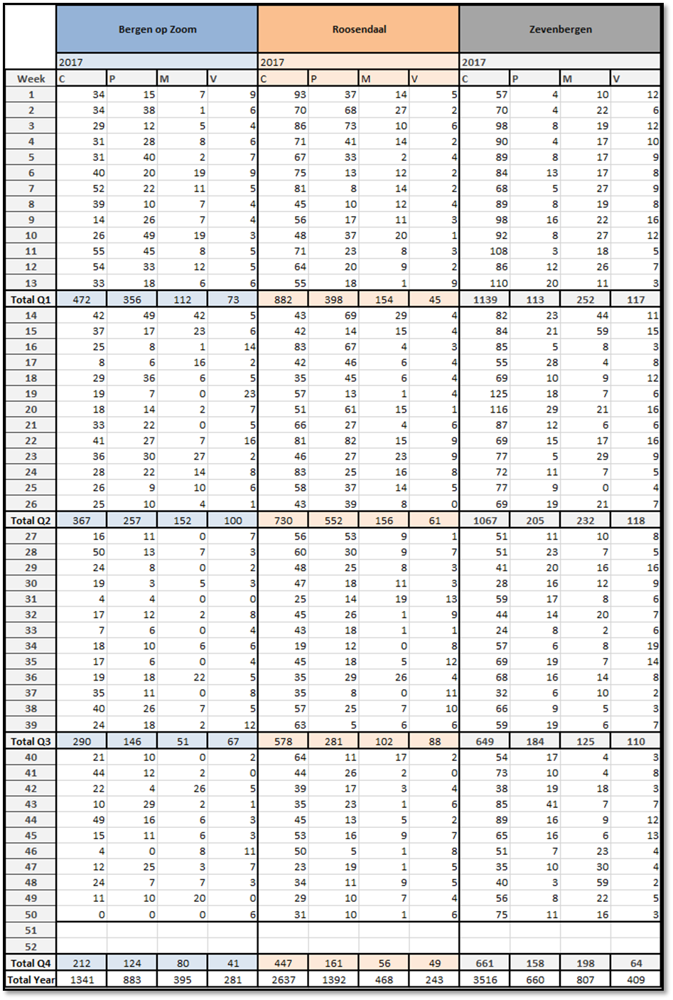 Bergen op Zoom Roosendaal Zevenbergen
2017 2017 2017
Week C P M V C P M V C P M V
1 34 15 7 9 93 37 14 5 57 4 10 12
2 34 38 1 6 70 68 27 2 70 4 22 6
3 29 12 5 4 86 73 10 6 98 8 19 12
4 31 28 8 6 71 41 14 2 90 4 17 10
5 31 40 2 7 67 33 2 4 89 8 17 9
6 40 20 19 9 75 13 12 2 84 13 17 8
7 52 22 11 5 81 8 14 2 68 5 27 9
8 39 10 7 4 45 10 12 4 89 8 19 8
9 14 26 7 4 56 17 11 3 98 16 22 16
10 26 49 19 3 48 37 20 1 92 8 27 12
11 55 45 8 5 71 23 8 3 108 3 18 5
12 54 33 12 5 64 20 9 2 86 12 26 7
13 33 18 6 6 55 18 1 9 110 20 11 3
Total Q1 472 356 112 73 882 398 154 45 1139 113 252 117
14 42 49 42 5 43 69 29 4 82 23 44 11
15 37 17 23 6 42 14 15 4 84 21 59 15
16 25 8 1 14 83 67 4 3 85 5 8 3
17 8 6 16 2 42 46 6 4 55 28 4 8
18 29 36 6 5 35 45 6 4 69 10 9 12
19 19 7 0 23 57 13 1 4 125 18 7 6
20 18 14 2 7 51 61 15 1 116 29 21 16
21 33 22 0 5 66 27 4 6 87 12 6 6
22 41 27 7 16 81 82 15 9 69 15 17 16
23 36 30 27 2 46 27 23 9 77 5 29 9
24 28 22 14 8 83 25 16 8 72 11 7 5
25 26 9 10 6 58 37 14 5 77 9 0 4
26 25 10 4 1 43 39 8 0 69 19 21 7
Total Q2 367 257 152 100 730 552 156 61 1067 205 232 118
27 16 11 0 7 56 53 9 1 51 11 10 8
28 50 13 7 3 60 30 9 7 51 23 7 5
29 24 8 0 2 48 25 8 3 41 20 16 16
30 19 3 5 3 47 18 11 3 28 16 12 9
31 4 4 0 0 25 14 19 13 59 17 8 6
32 17 12 2 8 45 26 1 9 44 14 20 7
33 7 6 0 4 43 18 1 1 24 8 2 6
34 18 10 6 6 19 12 0 8 57 6 8 19
35 17 6 0 4 45 18 5 12 69 19 7 14
36 19 18 22 5 35 29 26 4 68 16 14 8
37 35 11 0 8 35 8 0 11 32 6 10 2
38 40 26 7 5 57 25 7 10 66 9 5 3
39 24 18 2 12 63 5 6 6 59 19 6 7
Total Q3 290 146 51 67 578 281 102 88 649 184 125 110
40 21 10 0 2 64 11 17 2 54 17 4 3
41 44 12 2 0 44 26 2 0 73 10 4 8
42 22 4 26 5 39 17 3 4 38 19 18 3
43 10 29 2 1 35 23 1 6 85 41 7 7
44 49 16 6 3 45 13 5 2 89 16 9 12
45 15 11 6 3 53 16 9 7 65 16 6 13
46 4 0 8 11 50 5 1 8 51 7 23 4
47 12 25 3 7 23 19 1 5 35 10 30 4
48 24 7 7 3 34 11 9 5 40 3 59 2
49 11 10 20 0 29 10 7 4 56 8 22 5
50 0 0 0 6 31 10 1 6 75 11 16 3
51
52
Total Q4 212 124 80 41 447 161 56 49 661 158 198 64
Total Year 1341 883 395 281 2637 1392 468 243 3516 660 807 409